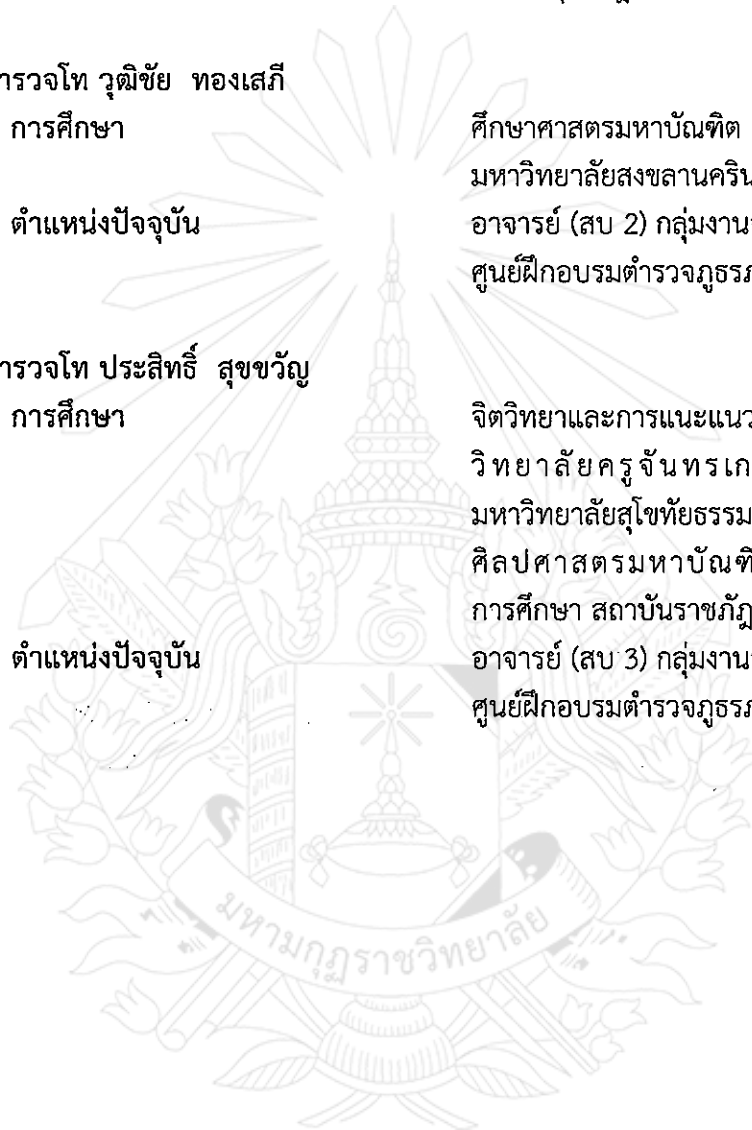 ารวจโท วุฒิชัย ทองเสภี
การศึกษา ศึกษาศาสตรมหาบัณฑิต
มหาวิทยาลัยสงขลานคริน
ตำแหน่งปัจจุบัน อาจารย์ (สบ 2) กลุ่มงาน
ศูนย์ฝึกอบรมตำรวจภูธรภ
ารวจโท ประสิทธิ์ สุขขวัญ
การศึกษา จิตวิทยาและการแนะแนว
วิทยาลัยครูจันทรเก
มหาวิทยาลัยสุโขทัยธรรม
ศิลปศาสตรมหาบัณฑิ
การศึกษา สถาบันราชภัฏ
ตำแหน่งปัจจุบัน อาจารย์ (สบ 3) กลุ่มงาน
ศูนย์ฝึกอบรมตำรวจภูธรภ
มหามกุฏราชวิทยาลัย